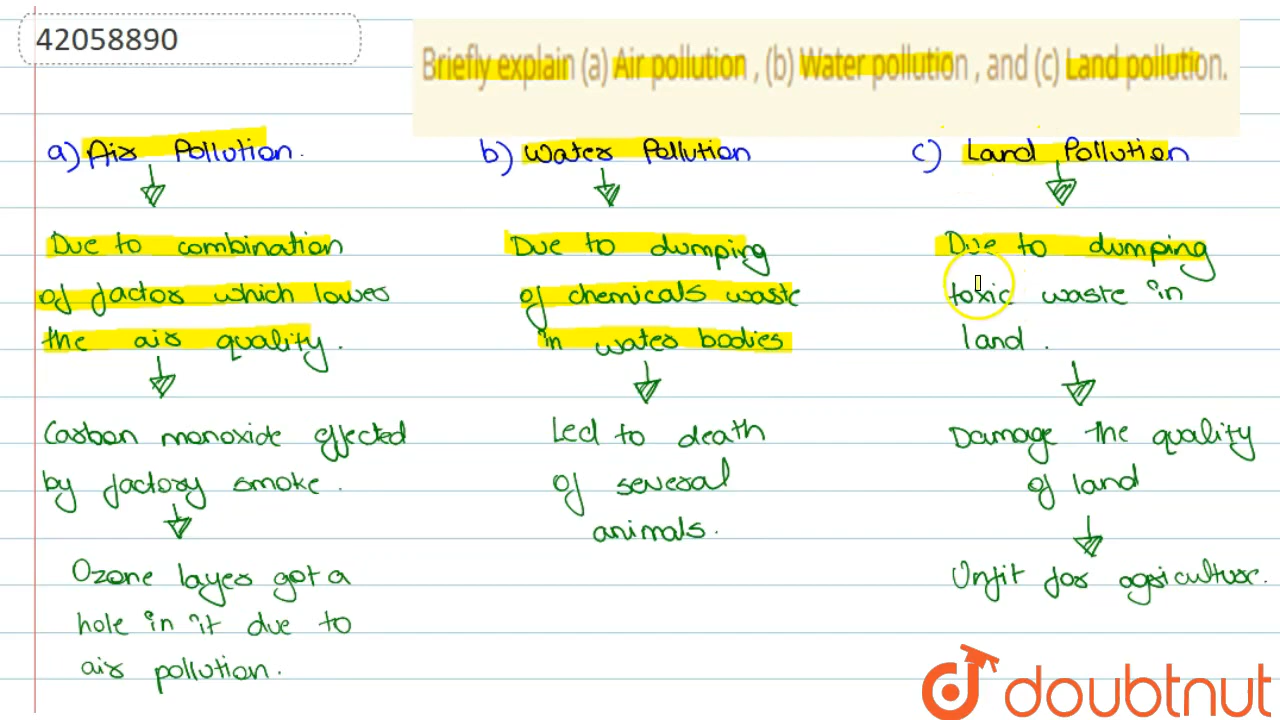 42058890
Briefly explain (a) Air pollution , (b) Water pollution , and (c) Land pollution.
a) Air Pollution.
Due to combination
of factor which lower
the air quality.
Carbon monoxide effected
by factory smoke.
Ozone layer got a
hole in it due to
air pollution.
b) Water Pollution
Due to dumping
of chemicals waste
in water bodies
Led to death
of several
animals.
c) Land Pollution
Due to dumping
toxic waste in
land.
Damage the quality
of land
Unfit for agriculture.
doubtnut